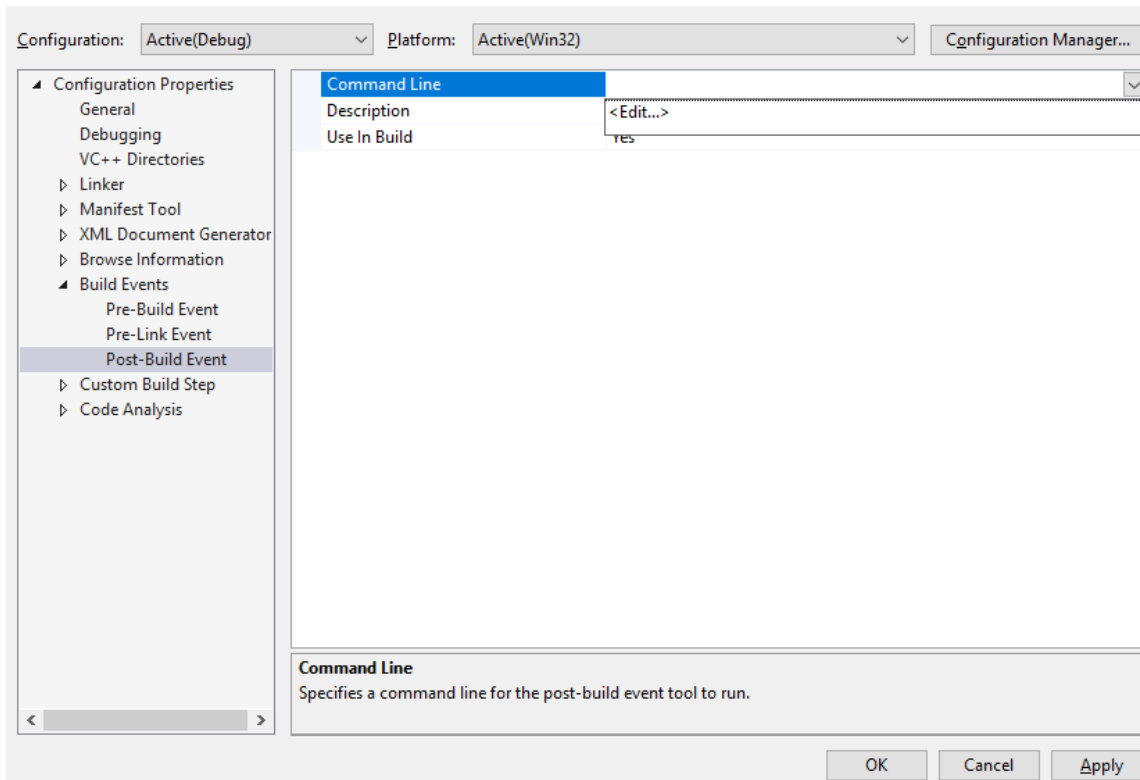 Configuration: Active(Debug) Platform: Active(Win32) Configuration Manager...
Configuration Properties
General
Debugging
VC++ Directories
Linker
Manifest Tool
XML Document Generator
Browse Information
Build Events
Pre-Build Event
Pre-Link Event
Post-Build Event
Custom Build Step
Code Analysis
Command Line
Description
<Edit...>
Use In Build Yes
Command Line
Specifies a command line for the post-build event tool to run.
OK Cancel Apply